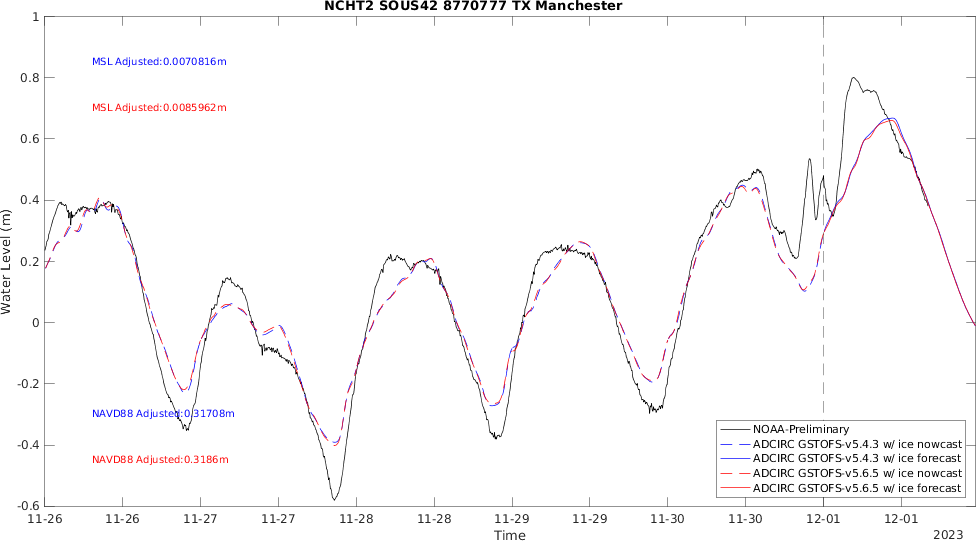 NCHT2 SOUS42 8770777 TX Manchester
1
MSL Adjusted:0.0070816m
0.8
MSL Adjusted:0.0085962m
0.6
0.4
0.2
Water Level (m)
0
-0.2
NAVD88 Adjusted:0.31708m
-0.4
NAVD88 Adjusted:0.3186m
-0.6
NOAA-Preliminary
ADCIRC GSTOFS-v5.4.3 w/ ice nowcast
ADCIRC GSTOFS-v5.4.3 w/ ice forecast
ADCIRC GSTOFS-v5.6.5 w/ ice nowcast
ADCIRC GSTOFS-v5.6.5 w/ ice forecast
11-26 11-26 11-27 11-27 11-28 11-28 11-29 11-29 11-30 11-30 12-01 12-01
Time
2023